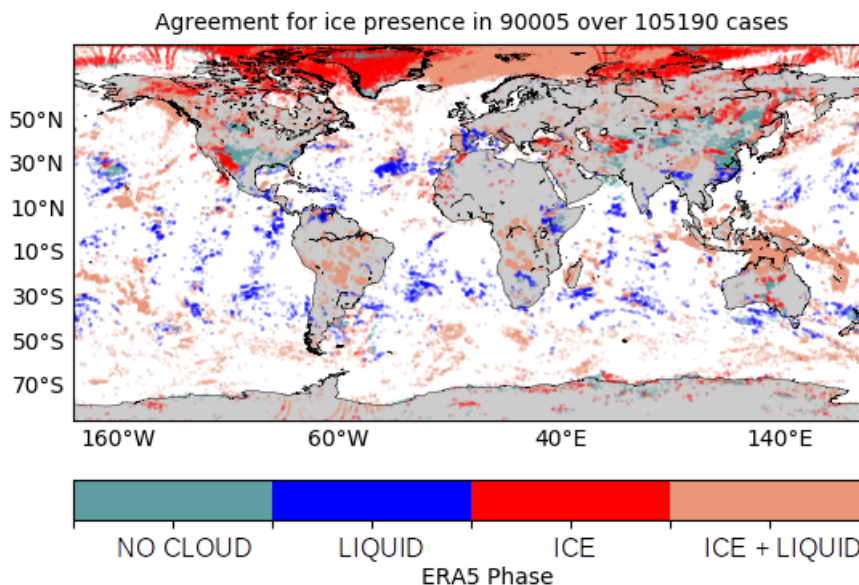 Agreement for ice presence in 90005 over 105190 cases
50°N
30°N
10°N
10°S
30°S
50°S
70°S
160°W 60°W 40°E 140°E
NO CLOUD LIQUID ICE ICE + LIQUID
ERA5 Phase